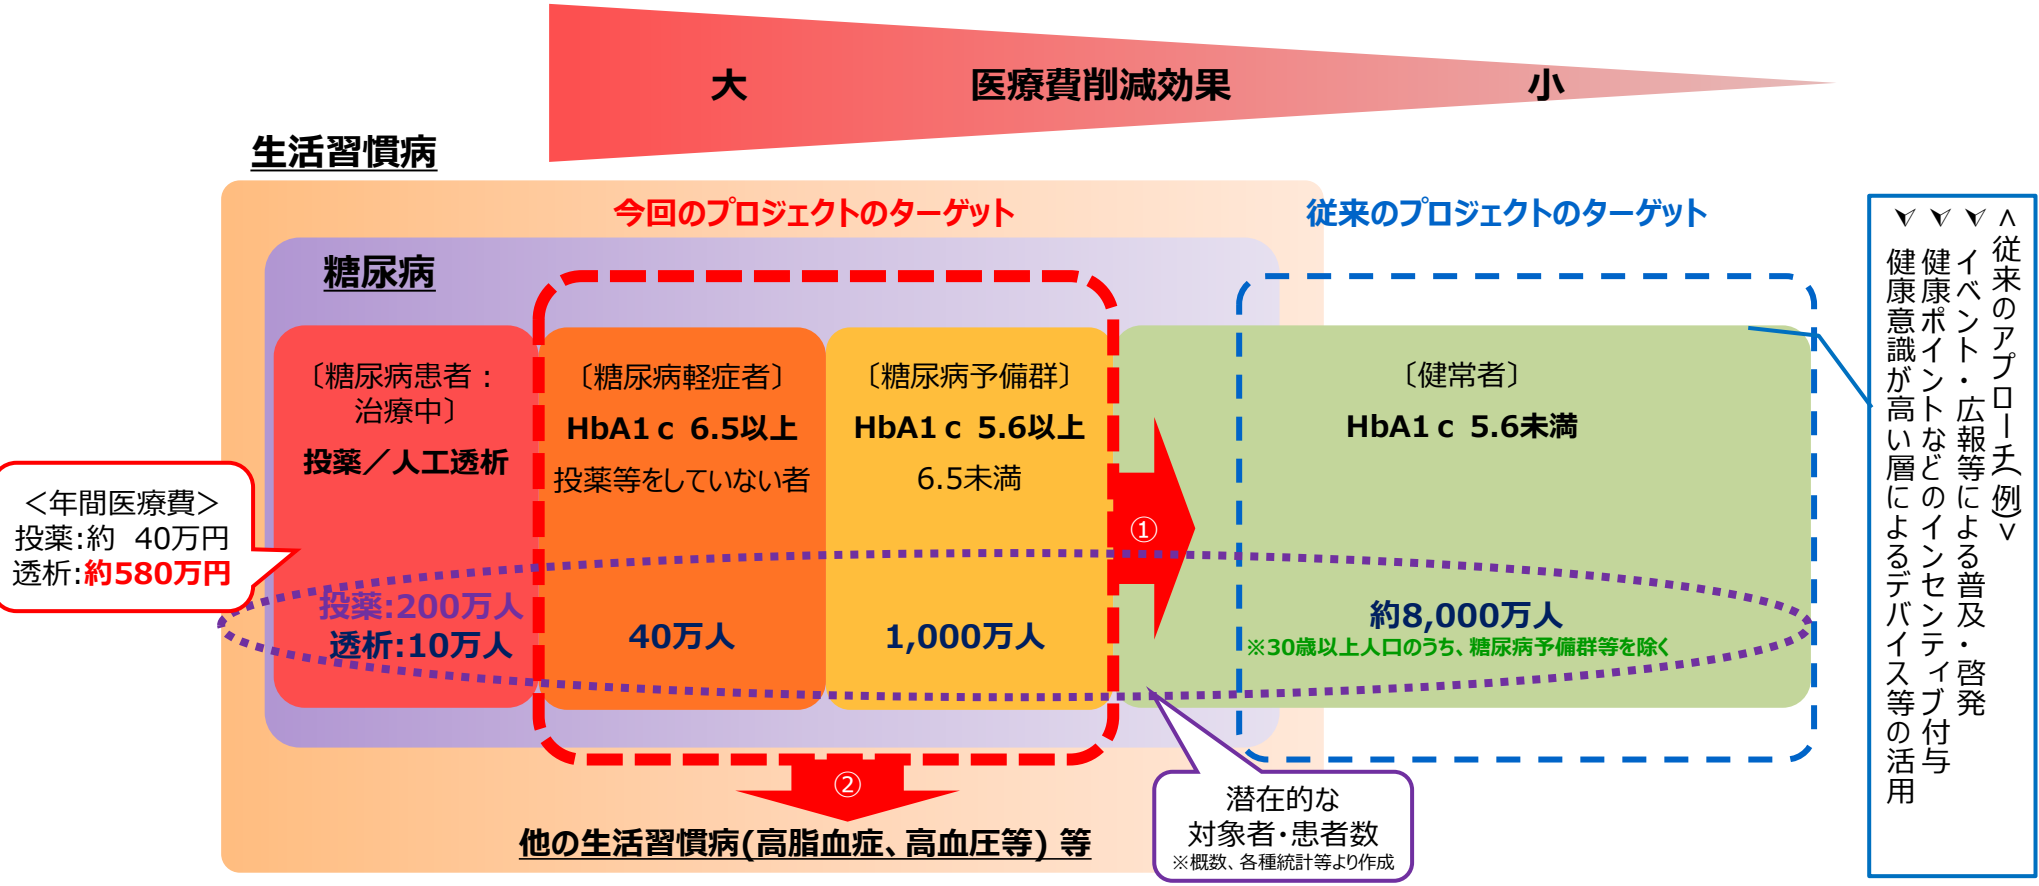 大 医療費削減効果 小
生活習慣病
今回のプロジェクトのターゲット
従来のプロジェクトのターゲット
糖尿病
〔糖尿病患者：
治療中〕
投薬／人工透析
〔糖尿病軽症者〕
HbA1c 6.5以上
投薬等をしていない者
〔糖尿病予備群〕
HbA1c 5.6以上
6.5未満
〔健常者〕
HbA1c 5.6未満
＜年間医療費＞
投薬:約 40万円
透析:約580万円
①
投薬:200万人
透析:10万人
40万人
1,000万人
約8,000万人
※30歳以上人口のうち、糖尿病予備群等を除く
②
他の生活習慣病(高脂血症、高血圧等) 等
潜在的な
対象者・患者数
※概数、各種統計等より作成
＜従来のアプローチ(例)＞
➢ イベント・広報等による普及・啓発
➢ 健康ポイントなどのインセンティブ付与
➢ 健康意識が高い層によるデバイス等の活用